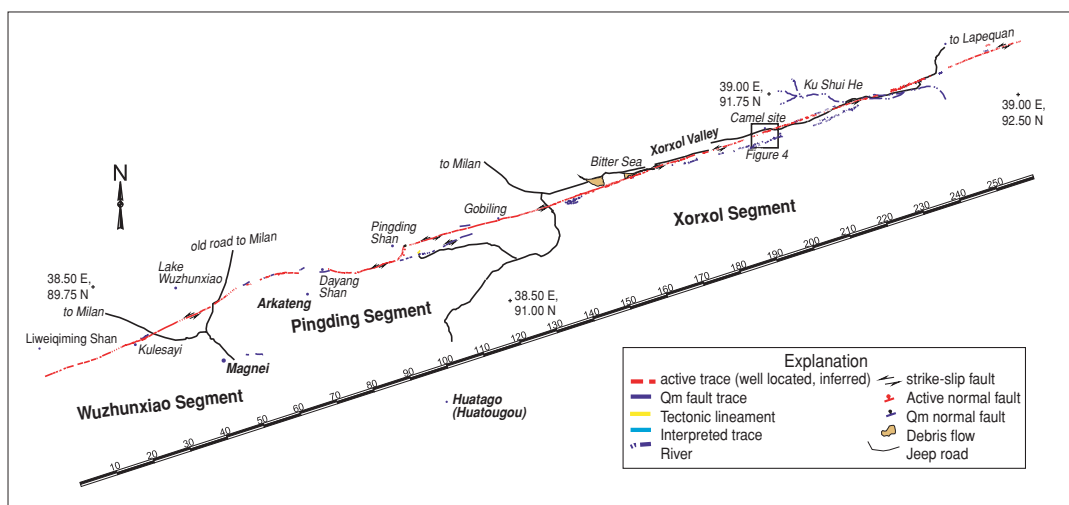 to Lapequan
39.00 E,
91.75 N
Ku Shui He
39.00 E,
92.50 N
Camel site
Figure 4
Xorxol Valley
Bitter Sea
to Milan
N
Gobiling
Xorxol Segment
Pingding
Shan
old road to Milan
Lake
Wuzhunxiao
38.50 E,
89.75 N
to Milan
Dayang
Shan
Arkateng
Pingding Segment
38.50 E,
91.00 N
Liweiqiming Shan
Kulesayi
Magnei
Wuzhunxiao Segment
Huatago
(Huatougou)
10 20 30 40 50 60 70 80 90 100 110 120 130 140 150 160 170 180 190 200 210 220 230 240 250
Explanation
active trace (well located, inferred)
Qm fault trace
Tectonic lineament
Interpreted trace
River
strike-slip fault
Active normal fault
Qm normal fault
Debris flow
Jeep road